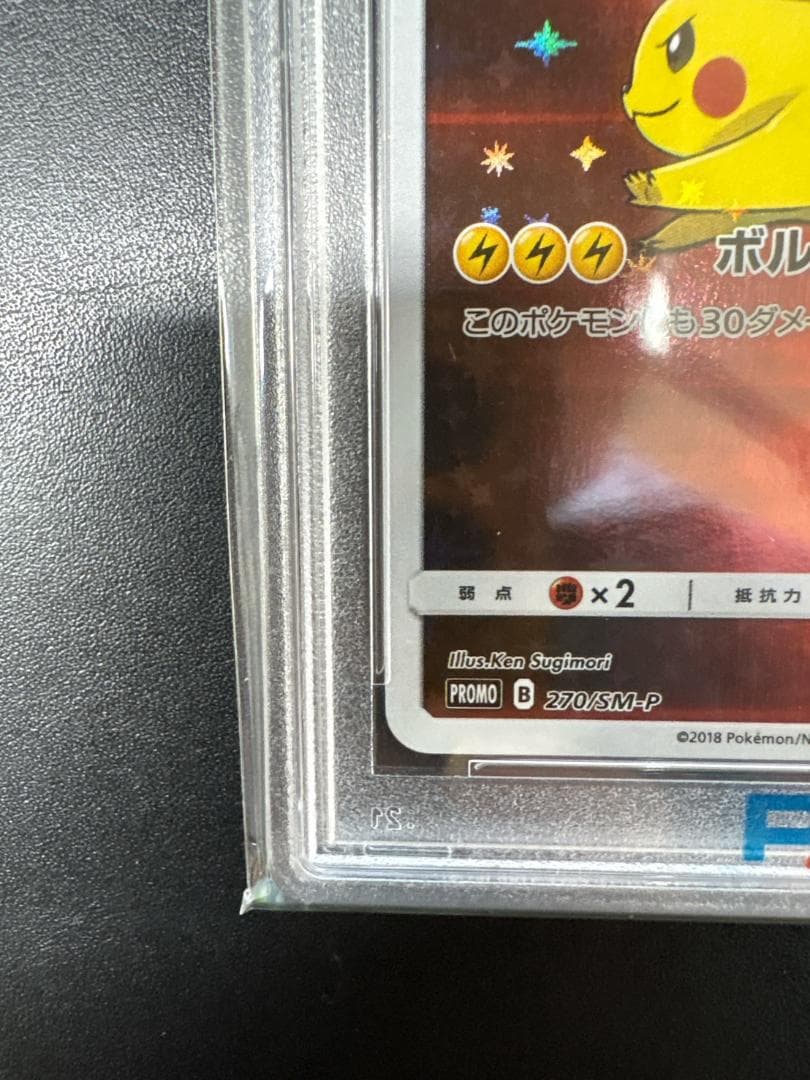 ボル
このポケモンにも30ダメー
弱点 ×2 抵抗力
Illus.Ken Sugimori
PROMO B 270/SM-P
©2018 Pokémon/N
21